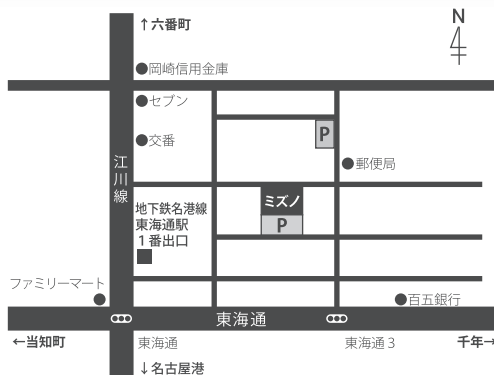 N
↑六番町
岡崎信用金庫
セブン
交番
P
江川線
郵便局
ミズノ
P
地下鉄名港線
東海通駅
1番出口
ファミリーマート
百五銀行
東海通
←当知町
東海通
東海通3
千年→
↓名古屋港